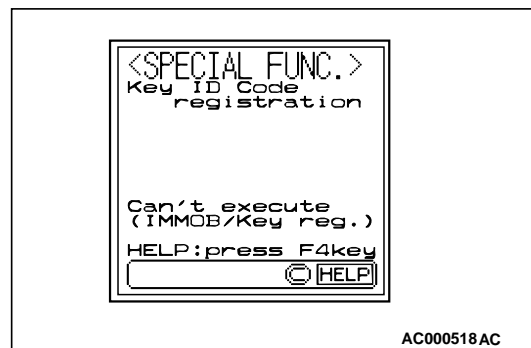 <SPECIAL FUNC.>
Key ID Code
registration
Can't execute
(IMMOB/Key reg.)
HELP:press F4key
C HELP
AC000518AC